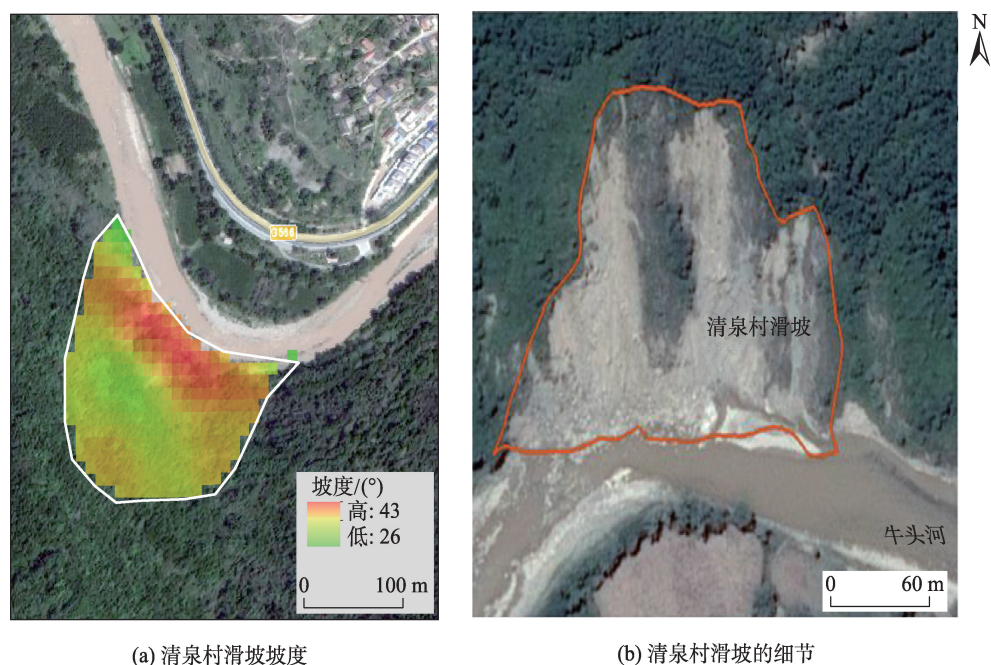 N
G566
清泉村滑坡
坡度/(°)
高: 43
低: 26
牛头河
0 100 m
0 60 m
(a) 清泉村滑坡坡度
(b) 清泉村滑坡的细节